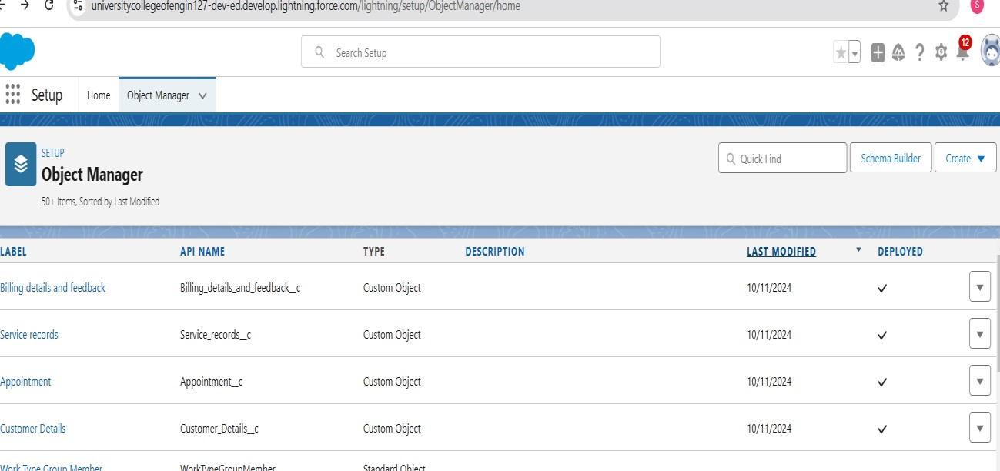 universitycollegeofengin127-dev-ed.develop.lightning.force.com/lightning/setup/ObjectManager/home
S
Search Setup
12
Setup Home Object Manager
SETUP
Object Manager
50+ Items, Sorted by Last Modified
Quick Find
Schema Builder
Create
LABEL API NAME TYPE DESCRIPTION LAST MODIFIED DEPLOYED
Billing details and feedback Billing_details_and_feedback__c Custom Object 10/11/2024
Service records Service_records__c Custom Object 10/11/2024
Appointment Appointment__c Custom Object 10/11/2024
Customer Details Customer_Details__c Custom Object 10/11/2024
Work Type Group Member WorkTypeGroupMember Standard Object